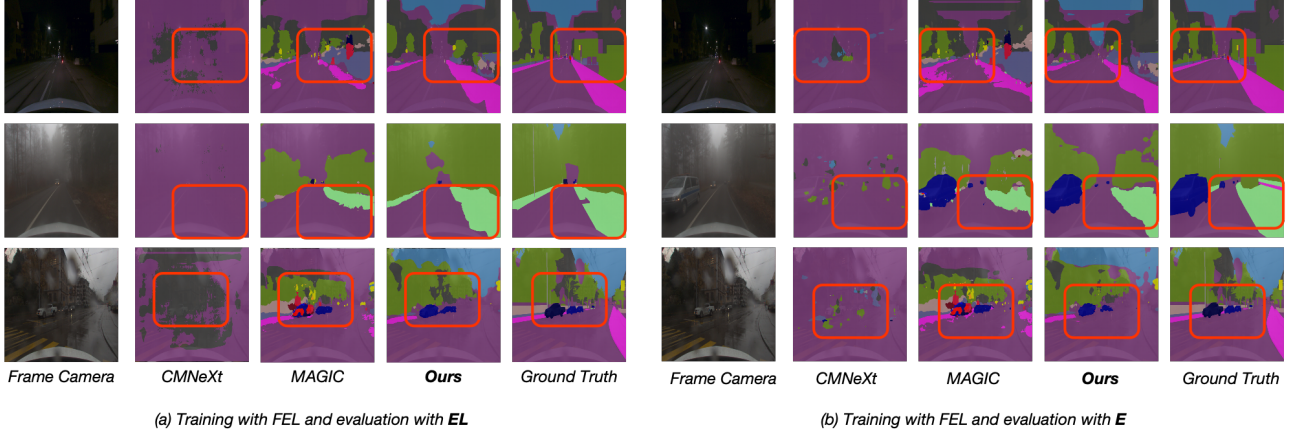 Frame Camera CMNeXt MAGIC Ours Ground Truth Frame Camera CMNeXt MAGIC Ours Ground Truth
(a) Training with FEL and evaluation with EL (b) Training with FEL and evaluation with E